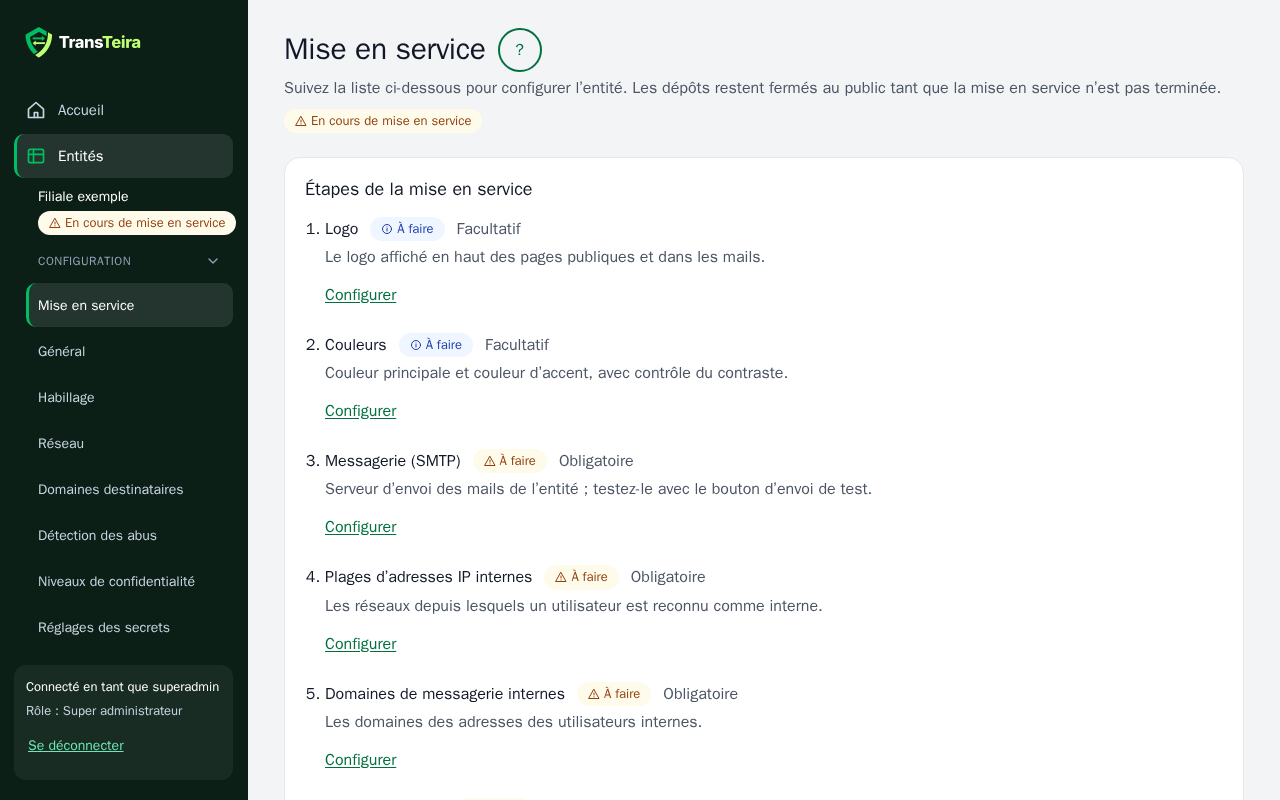 TransTeira
Accueil
Entités
Filiale exemple
En cours de mise en service
CONFIGURATION
Mise en service
Général
Habillage
Réseau
Domaines destinataires
Détection des abus
Niveaux de confidentialité
Réglages des secrets
Connecté en tant que superadmin
Rôle : Super administrateur
Se déconnecter
Mise en service ?
Suivez la liste ci-dessous pour configurer l'entité. Les dépôts restent fermés au public tant que la mise en service n'est pas terminée.
En cours de mise en service
Étapes de la mise en service
1. Logo À faire Facultatif
Le logo affiché en haut des pages publiques et dans les mails.
Configurer
2. Couleurs À faire Facultatif
Couleur principale et couleur d'accent, avec contrôle du contraste.
Configurer
3. Messagerie (SMTP) À faire Obligatoire
Serveur d'envoi des mails de l'entité ; testez-le avec le bouton d'envoi de test.
Configurer
4. Plages d'adresses IP internes À faire Obligatoire
Les réseaux depuis lesquels un utilisateur est reconnu comme interne.
Configurer
5. Domaines de messagerie internes À faire Obligatoire
Les domaines des adresses des utilisateurs internes.
Configurer